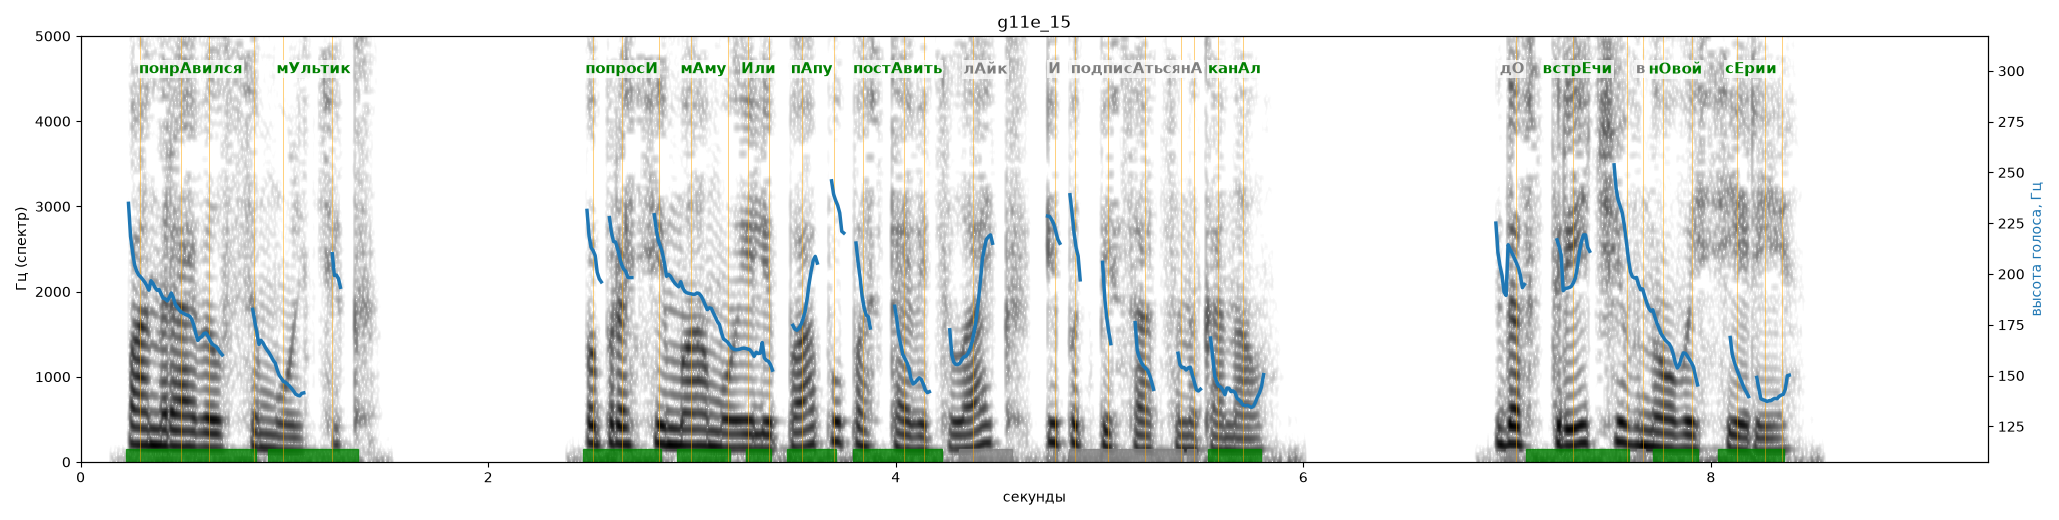 g11e_15
5000
4000
3000
2000
1000
0
Гц (спектр)
понрАвился мУльтик попросИ мАму Или пАпу постАвить лАйк И подписАться нА канАл дО встрЕчи в нОвой сЕрии
300
275
250
225
200
175
150
125
высота голоса, Гц
0 2 4 6 8
секунды